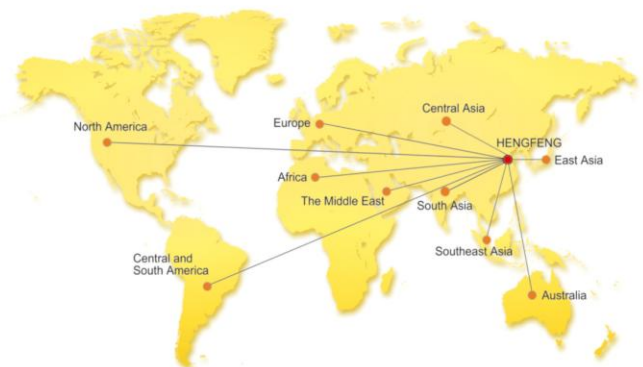 Central Asia
Europe
North America
HENGFENG
East Asia
Africa
The Middle East
South Asia
Southeast Asia
Central and
South America
Australia